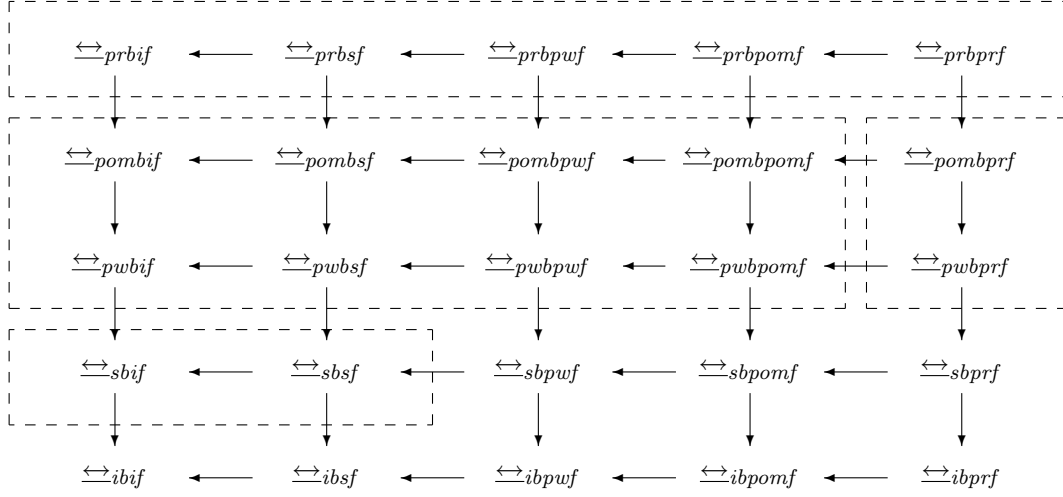 ↔prbif ↔prbsf ↔prbpwf ↔prbpomf ↔prbprf
↔pombif ↔pombsf ↔pombpwf ↔pombpomf ↔pombprf
↔pwbif ↔pwbsf ↔pwbpwf ↔pwbpomf ↔pwbprf
↔sbif ↔sbsf ↔sbpwf ↔sbpomf ↔sbprf
↔ibif ↔ibsf ↔ibpwf ↔ibpomf ↔ibprf